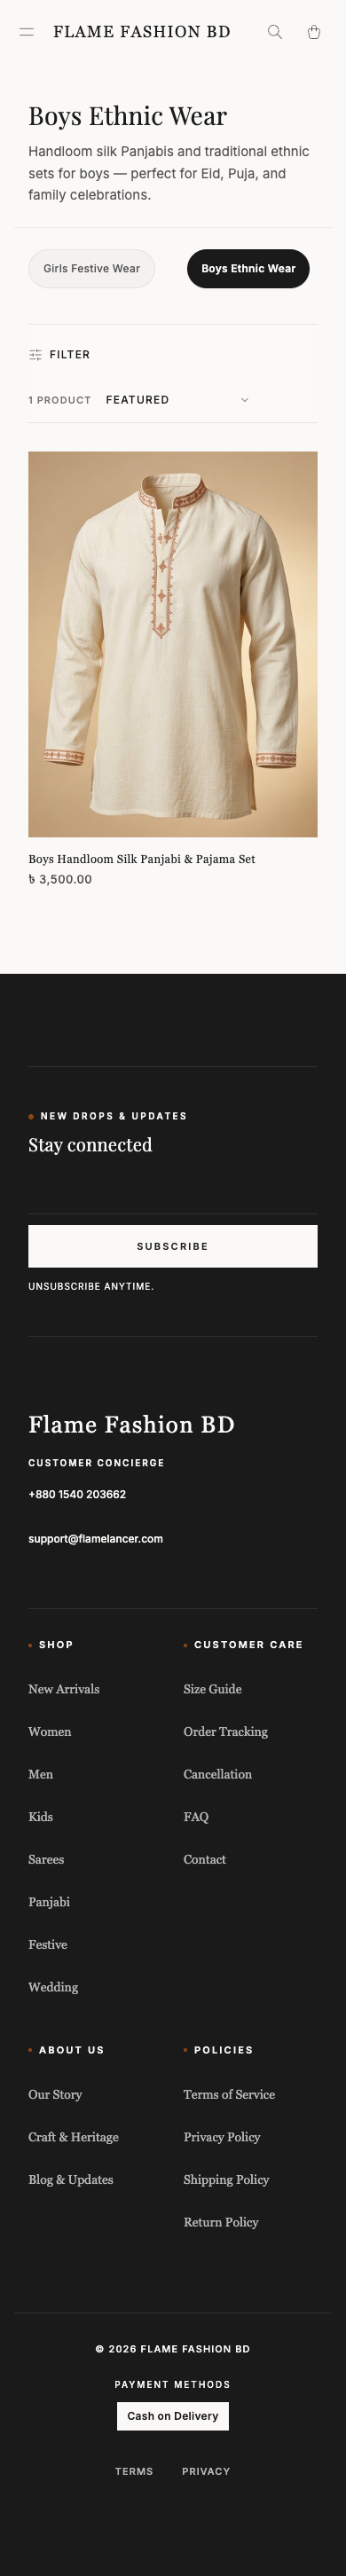 FLAME FASHION BD
Boys Ethnic Wear
Handloom silk Panjabis and traditional ethnic
sets for boys — perfect for Eid, Puja, and
family celebrations.
Girls Festive Wear
Boys Ethnic Wear
FILTER
1 PRODUCT
FEATURED
Boys Handloom Silk Panjabi & Pajama Set
৳ 3,500.00
NEW DROPS & UPDATES
Stay connected
SUBSCRIBE
UNSUBSCRIBE ANYTIME.
Flame Fashion BD
CUSTOMER CONCIERGE
+880 1540 203662
support@flamelancer.com
SHOP
New Arrivals
Women
Men
Kids
Sarees
Panjabi
Festive
Wedding
CUSTOMER CARE
Size Guide
Order Tracking
Cancellation
FAQ
Contact
ABOUT US
Our Story
Craft & Heritage
Blog & Updates
POLICIES
Terms of Service
Privacy Policy
Shipping Policy
Return Policy
© 2026 FLAME FASHION BD
PAYMENT METHODS
Cash on Delivery
TERMS
PRIVACY